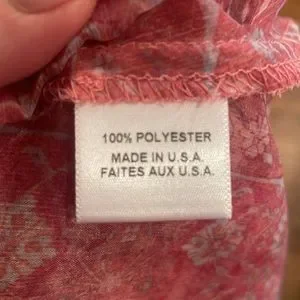 100% POLYESTER
MADE IN U.S.A.
FAITES AUX U.S.A.